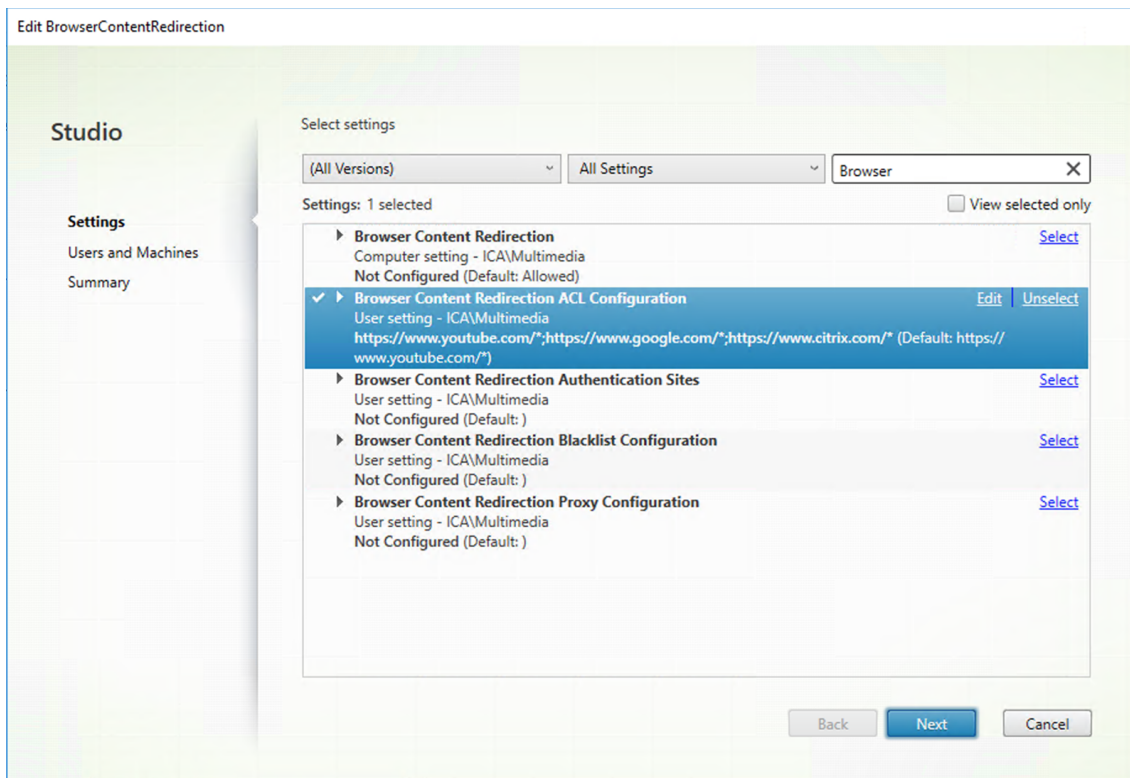 Edit BrowserContentRedirection
Studio
Settings
Users and Machines
Summary
Select settings
(All Versions)
All Settings
Browser
Settings: 1 selected
View selected only
Browser Content Redirection
Select
Computer setting - ICA\Multimedia
Not Configured (Default: Allowed)
Browser Content Redirection ACL Configuration
Edit
Unselect
User setting - ICA\Multimedia
https://www.youtube.com/*;https://www.google.com/*;https://www.citrix.com/* (Default: https://
www.youtube.com/*)
Browser Content Redirection Authentication Sites
Select
User setting - ICA\Multimedia
Not Configured (Default: )
Browser Content Redirection Blacklist Configuration
Select
User setting - ICA\Multimedia
Not Configured (Default: )
Browser Content Redirection Proxy Configuration
Select
User setting - ICA\Multimedia
Not Configured (Default: )
Back
Next
Cancel